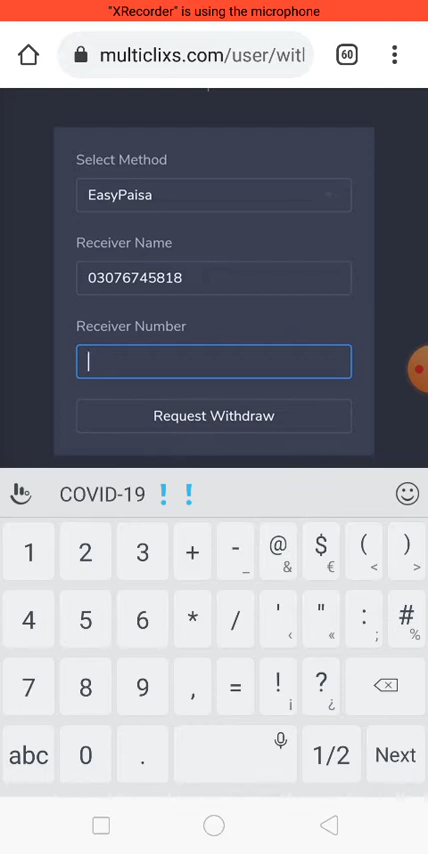 "XRecorder" is using the microphone
multiclixs.com/user/witl
60
Select Method
EasyPaisa
Receiver Name
03076745818
Receiver Number
Request Withdraw
COVID-19
1 2 3 + - _ @ & $ € ( < ) >
4 5 6 * / ' ‹ " « : ; # %
7 8 9 , = ! ¡ ? ¿
abc 0 . 1/2 Next